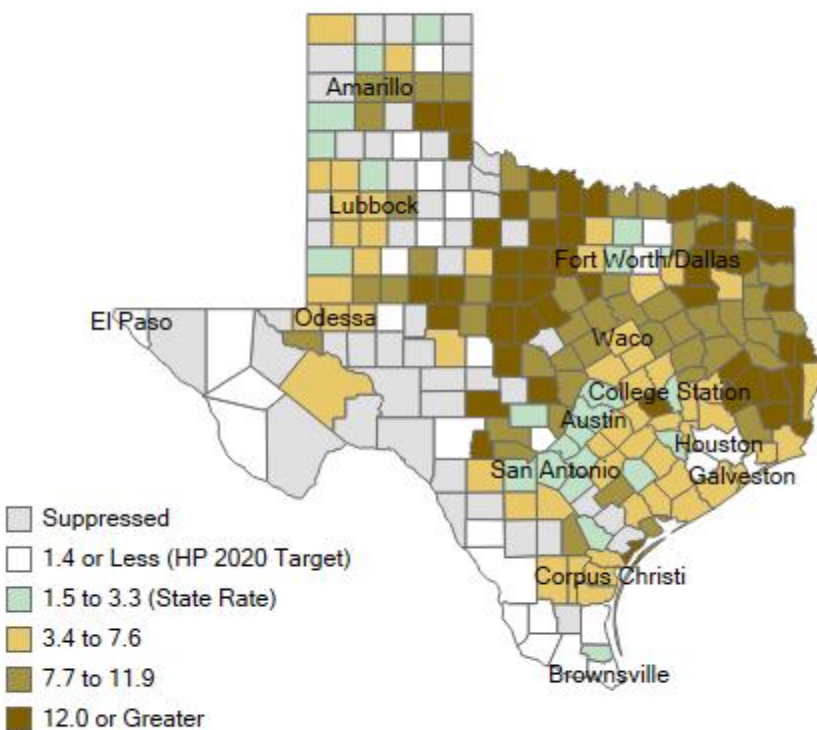 Amarillo
Lubbock
Fort Worth/Dallas
El Paso
Odessa
Waco
College Station
Austin
Houston
San Antonio
Galveston
Suppressed
1.4 or Less (HP 2020 Target)
Corpus Christi
1.5 to 3.3 (State Rate)
3.4 to 7.6
Brownsville
7.7 to 11.9
12.0 or Greater